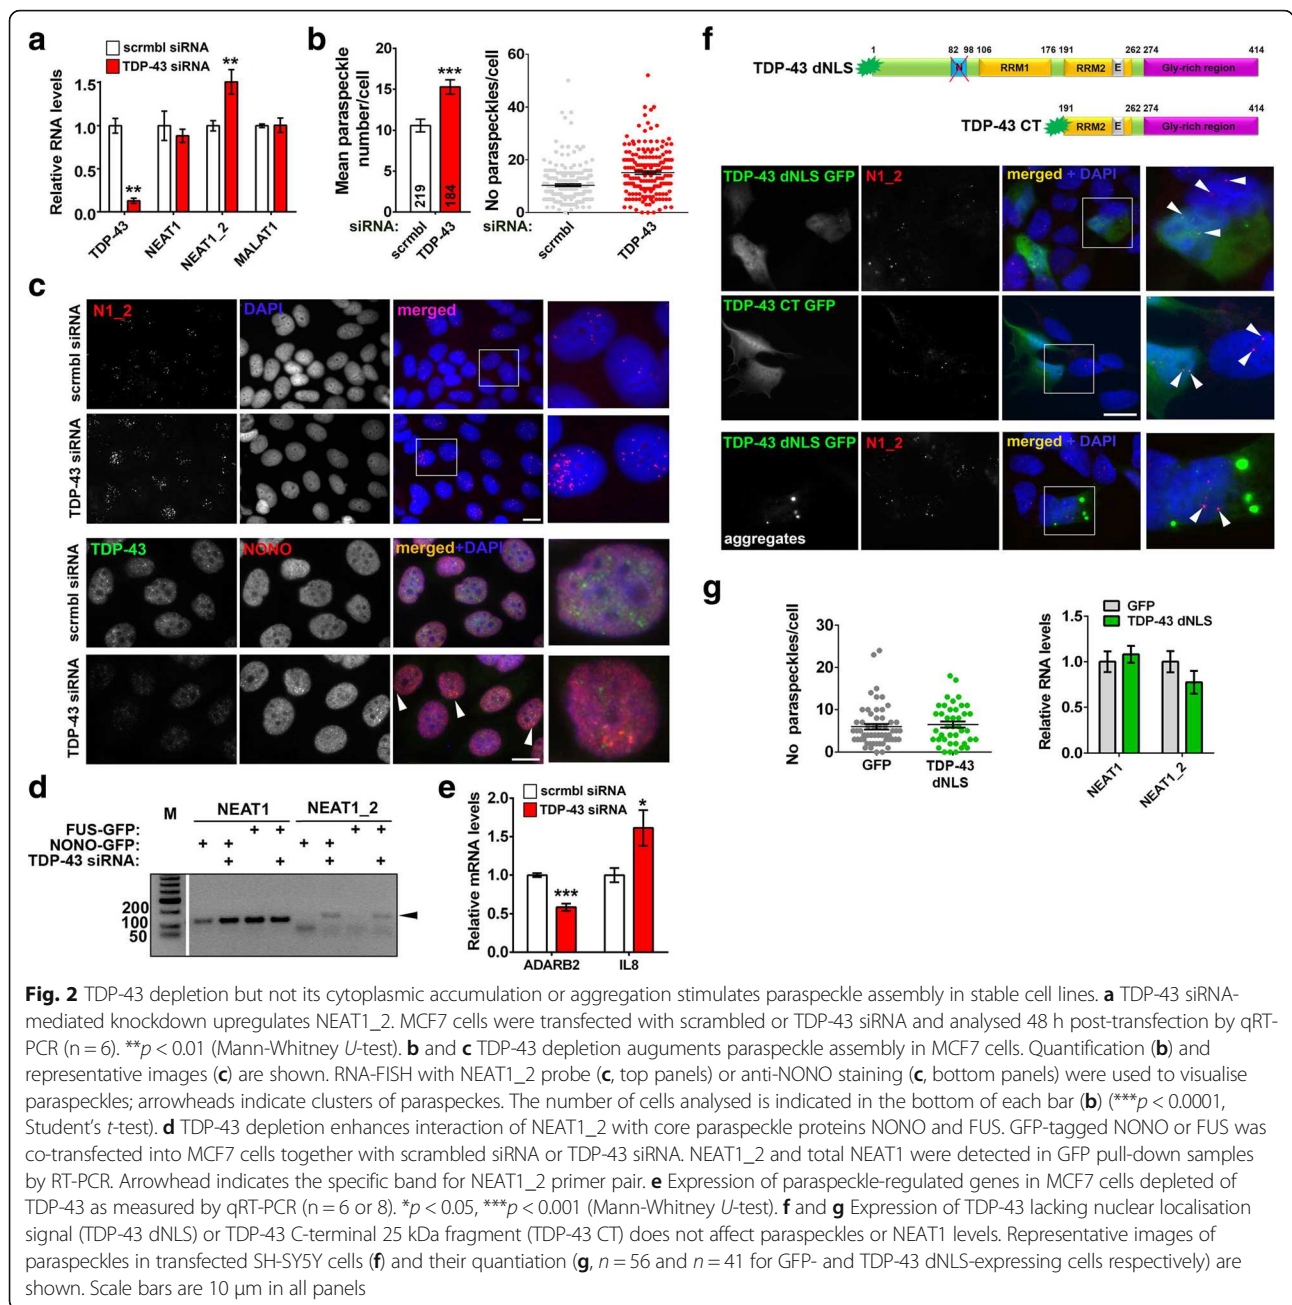 a
scrmbl siRNA
TDP-43 siRNA
Relative RNA levels
1.5
1.0
0.5
0.0
**
**
TDP-43
NEAT1
NEAT1_2
MALAT1
b
Mean paraspeckle
number/cell
20
15
10
5
0
***
219
184
siRNA:
scrmbl
TDP-43
No paraspeckles/cell
60
40
20
0
siRNA:
scrmbl
TDP-43
c
N1_2
DAPI
merged
scrmbl siRNA
TDP-43 siRNA
TDP-43
NONO
merged+DAPI
scrmbl siRNA
TDP-43 siRNA
d
M
NEAT1
NEAT1_2
FUS-GFP:
+ + + +
NONO-GFP:
+ + + +
TDP-43 siRNA:
+ + + +
200
100
50
e
scrmbl siRNA
TDP-43 siRNA
Relative mRNA levels
2.0
1.5
1.0
0.5
0.0
***
*
ADARB2
IL8
f
1 82 98 106 176 191 262 274 414
TDP-43 dNLS
N
RRM1
RRM2
E
Gly-rich region
191 262 274 414
TDP-43 CT
RRM2
E
Gly-rich region
TDP-43 dNLS GFP
N1_2
merged + DAPI
TDP-43 CT GFP
TDP-43 dNLS GFP
N1_2
merged + DAPI
aggregates
g
No paraspeckles/cell
30
20
10
0
GFP
TDP-43
dNLS
GFP
TDP-43 dNLS
Relative RNA levels
1.5
1.0
0.5
0.0
NEAT1
NEAT1_2
Fig. 2 TDP-43 depletion but not its cytoplasmic accumulation or aggregation stimulates paraspeckle assembly in stable cell lines. a TDP-43 siRNA-
mediated knockdown upregulates NEAT1_2. MCF7 cells were transfected with scrambled or TDP-43 siRNA and analysed 48 h post-transfection by qRT-
PCR (n = 6). **p < 0.01 (Mann-Whitney U-test). b and c TDP-43 depletion auguments paraspeckle assembly in MCF7 cells. Quantification (b) and
representative images (c) are shown. RNA-FISH with NEAT1_2 probe (c, top panels) or anti-NONO staining (c, bottom panels) were used to visualise
paraspeckles; arrowheads indicate clusters of paraspeckes. The number of cells analysed is indicated in the bottom of each bar (b) (***p < 0.0001,
Student's t-test). d TDP-43 depletion enhances interaction of NEAT1_2 with core paraspeckle proteins NONO and FUS. GFP-tagged NONO or FUS was
co-transfected into MCF7 cells together with scrambled siRNA or TDP-43 siRNA. NEAT1_2 and total NEAT1 were detected in GFP pull-down samples
by RT-PCR. Arrowhead indicates the specific band for NEAT1_2 primer pair. e Expression of paraspeckle-regulated genes in MCF7 cells depleted of
TDP-43 as measured by qRT-PCR (n = 6 or 8). *p < 0.05, ***p < 0.001 (Mann-Whitney U-test). f and g Expression of TDP-43 lacking nuclear localisation
signal (TDP-43 dNLS) or TDP-43 C-terminal 25 kDa fragment (TDP-43 CT) does not affect paraspeckles or NEAT1 levels. Representative images of
paraspeckles in transfected SH-SY5Y cells (f) and their quantiation (g, n = 56 and n = 41 for GFP- and TDP-43 dNLS-expressing cells respectively) are
shown. Scale bars are 10 µm in all panels